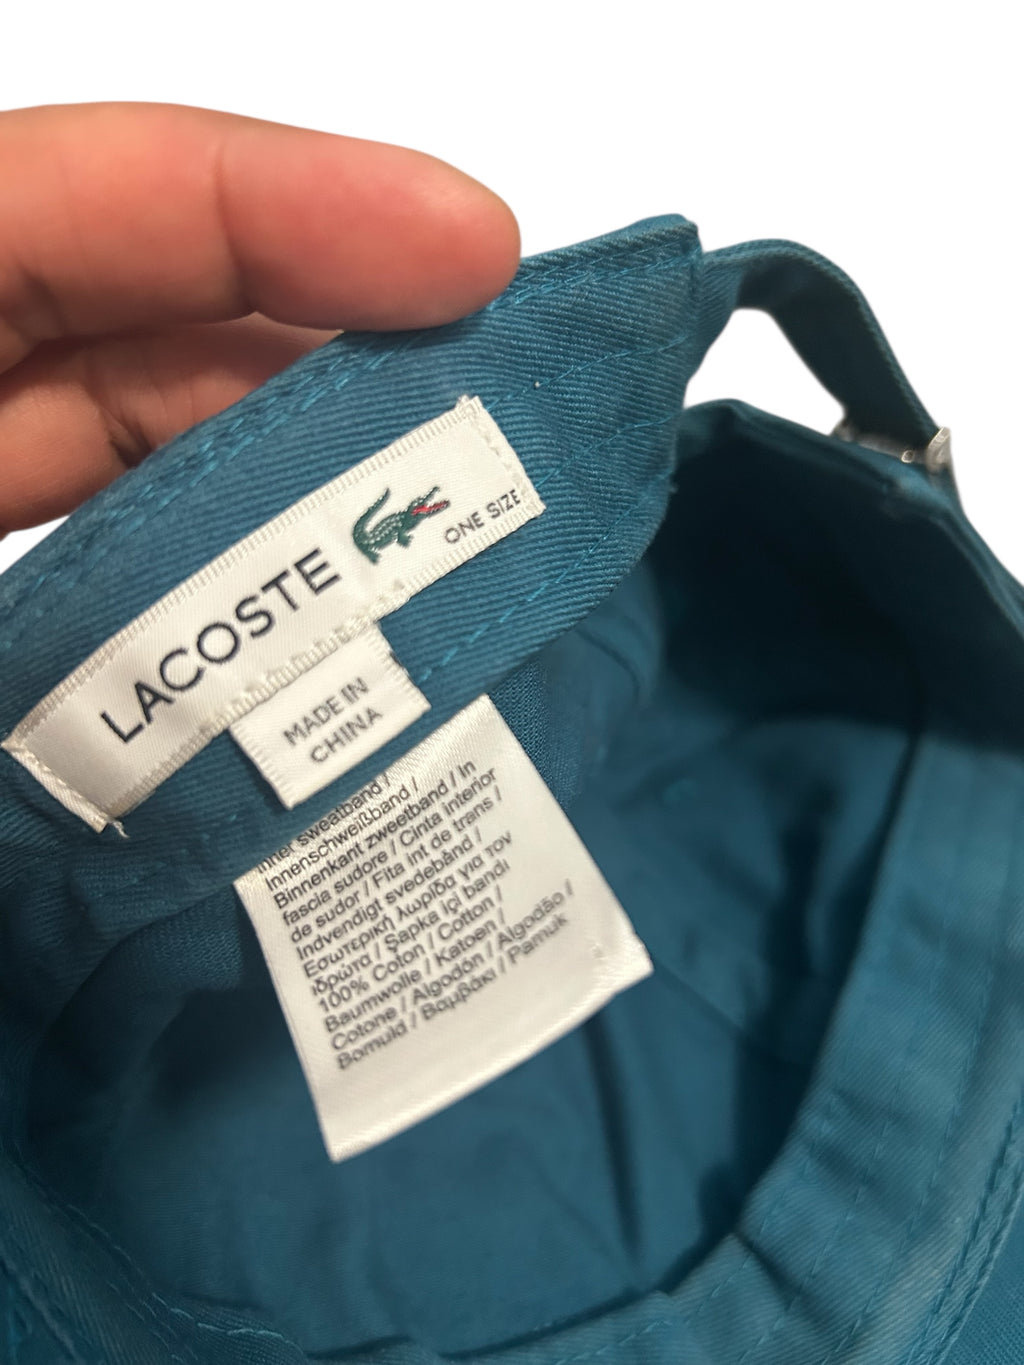 LACOSTE
ONE SIZE
MADE IN
CHINA
Inner sweatband /
Innenschweißband /
Binnenkant zweetband / In
fascia sudore / Cinta interior
de sudor / Fita int de trans /
Indvendigt svedebånd /
Εσωτερική λωρίδα για τον
ιδρώτα / Şapka içi bandı
100% Coton / Cotton /
Baumwolle / Katoen /
Cotone / Algodón / Algodão /
Bomuld / Βαμβάκι / Pamuk